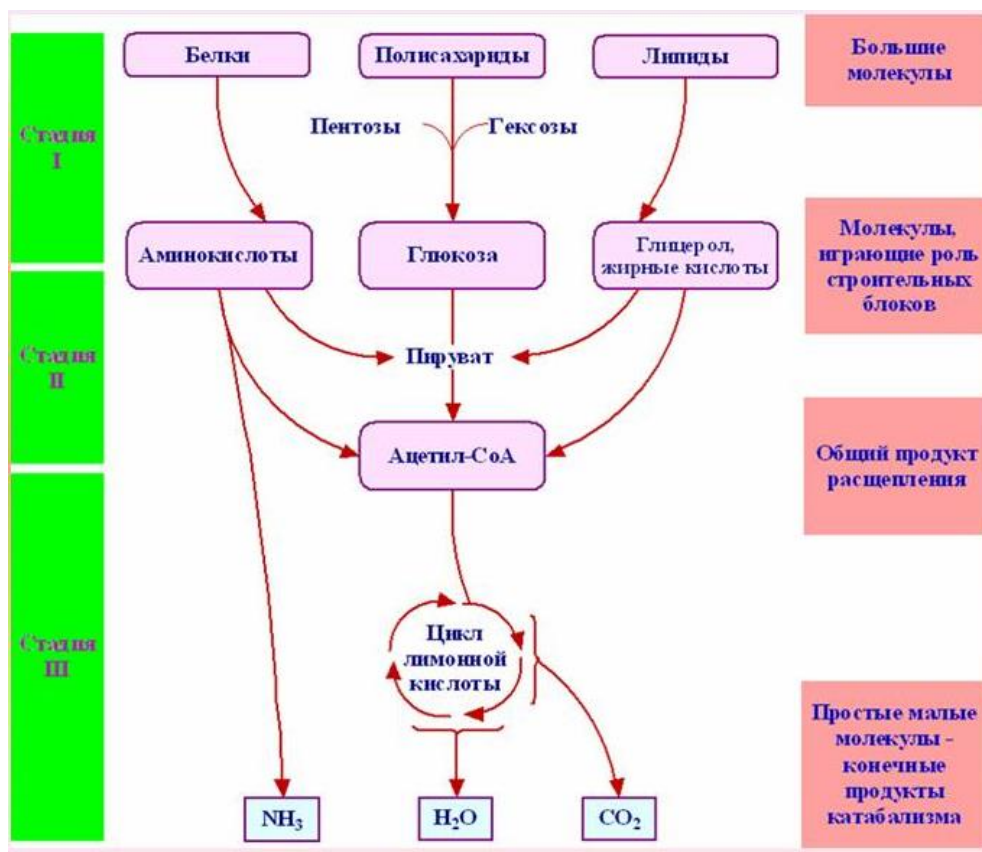 Белки
Полисахариды
Липиды
Большие
молекулы
Стадия
I
Пентозы
Гексозы
Аминокислоты
Глюкоза
Глицерол,
жирные кислоты
Молекулы,
играющие роль
строительных
блоков
Стадия
II
Пируват
Ацетил-СоА
Общий продукт
расщепления
Стадия
III
Цикл
лимонной
кислоты
Простые малые
молекулы -
конечные
продукты
катабализма
NH₃
H₂O
CO₂